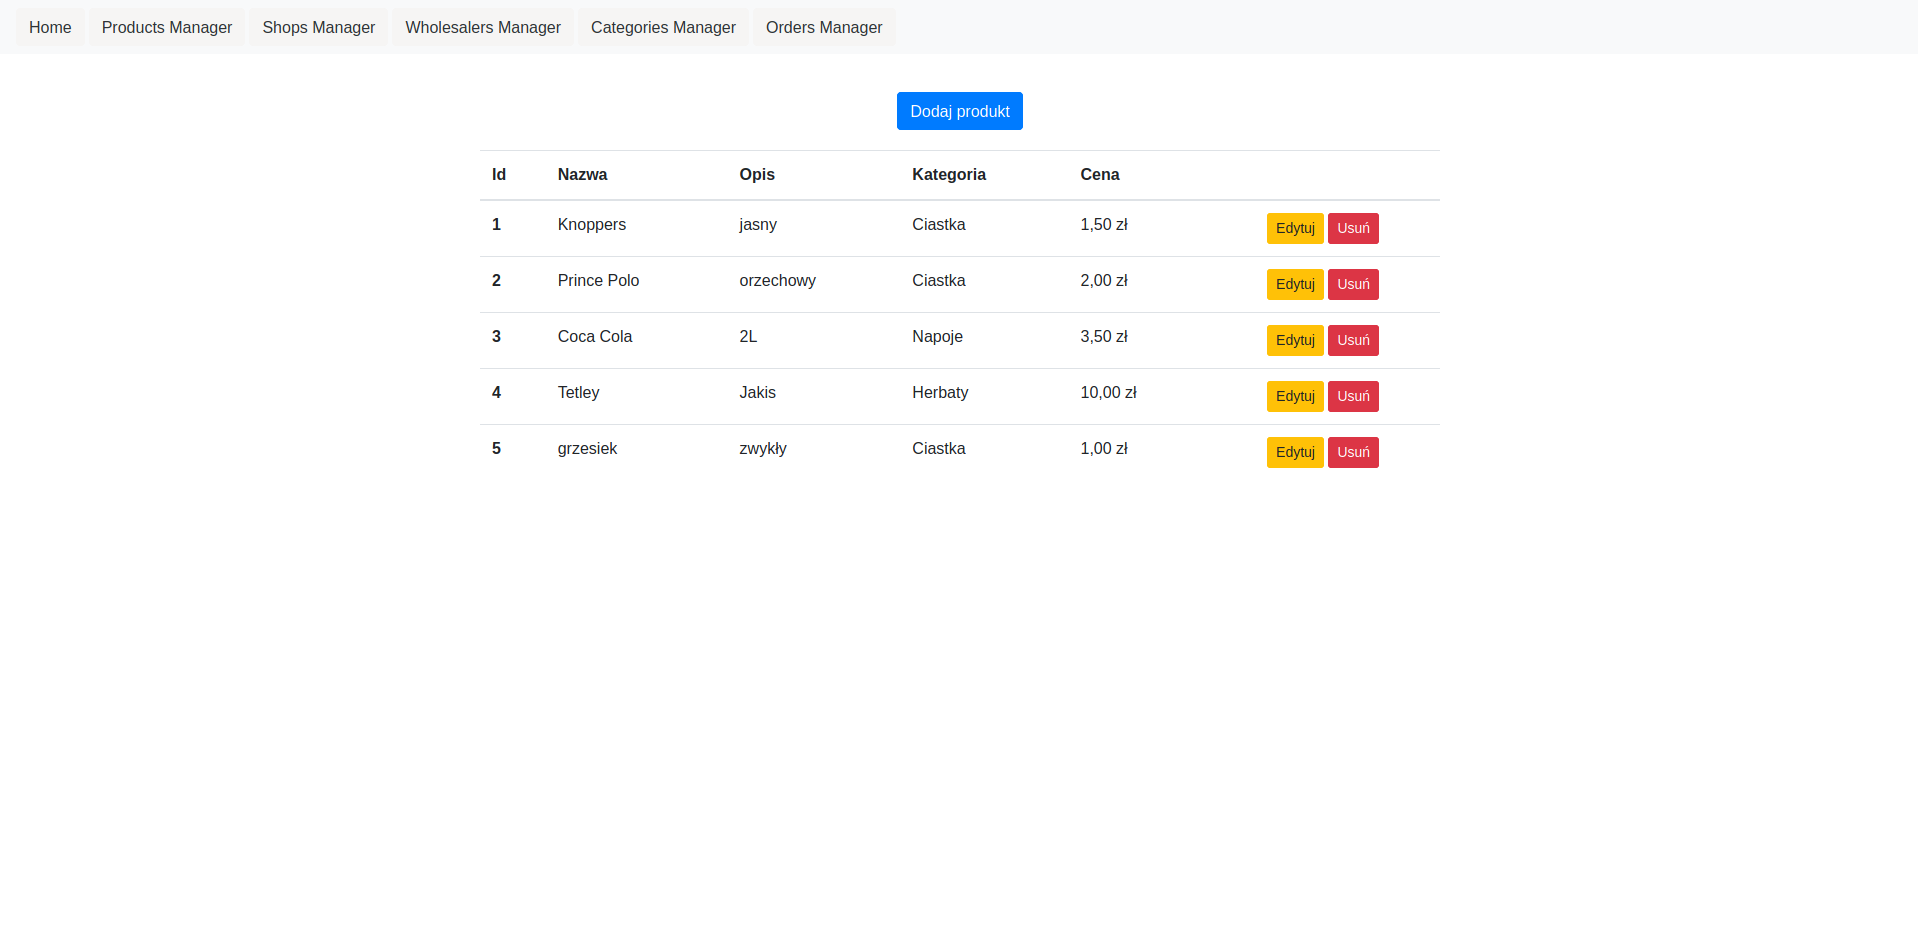 Home Products Manager Shops Manager Wholesalers Manager Categories Manager Orders Manager
Dodaj produkt
Id Nazwa Opis Kategoria Cena
1 Knoppers jasny Ciastka 1,50 zł Edytuj Usuń
2 Prince Polo orzechowy Ciastka 2,00 zł Edytuj Usuń
3 Coca Cola 2L Napoje 3,50 zł Edytuj Usuń
4 Tetley Jakis Herbaty 10,00 zł Edytuj Usuń
5 grzesiek zwykły Ciastka 1,00 zł Edytuj Usuń